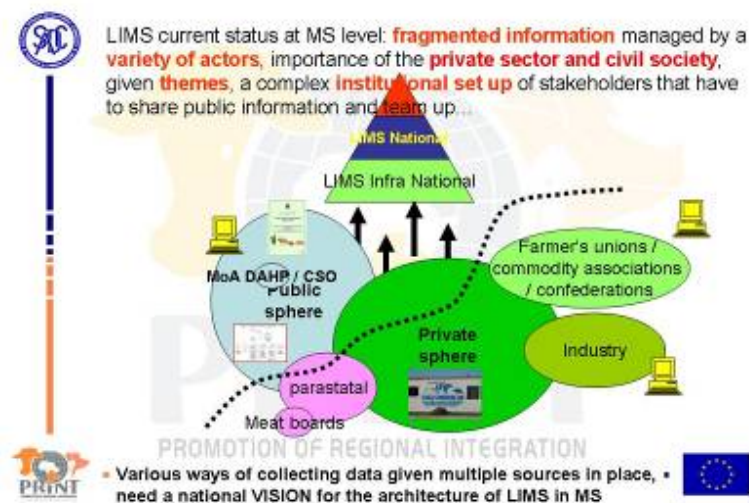 LIMS current status at MS level: fragmented information managed by a
variety of actors, importance of the private sector and civil society,
given themes, a complex institutional set up of stakeholders that have
to share public information and team up...
LIMS National
LIMS Infra National
MoA DAHP / CSO
Public
sphere
Farmer's unions /
commodity associations
/ confederations
Private
sphere
Industry
parastatal
Meat boards
PROMOTION OF REGIONAL INTEGRATION
PRINT
Various ways of collecting data given multiple sources in place,
need a national VISION for the architecture of LIMS in MS